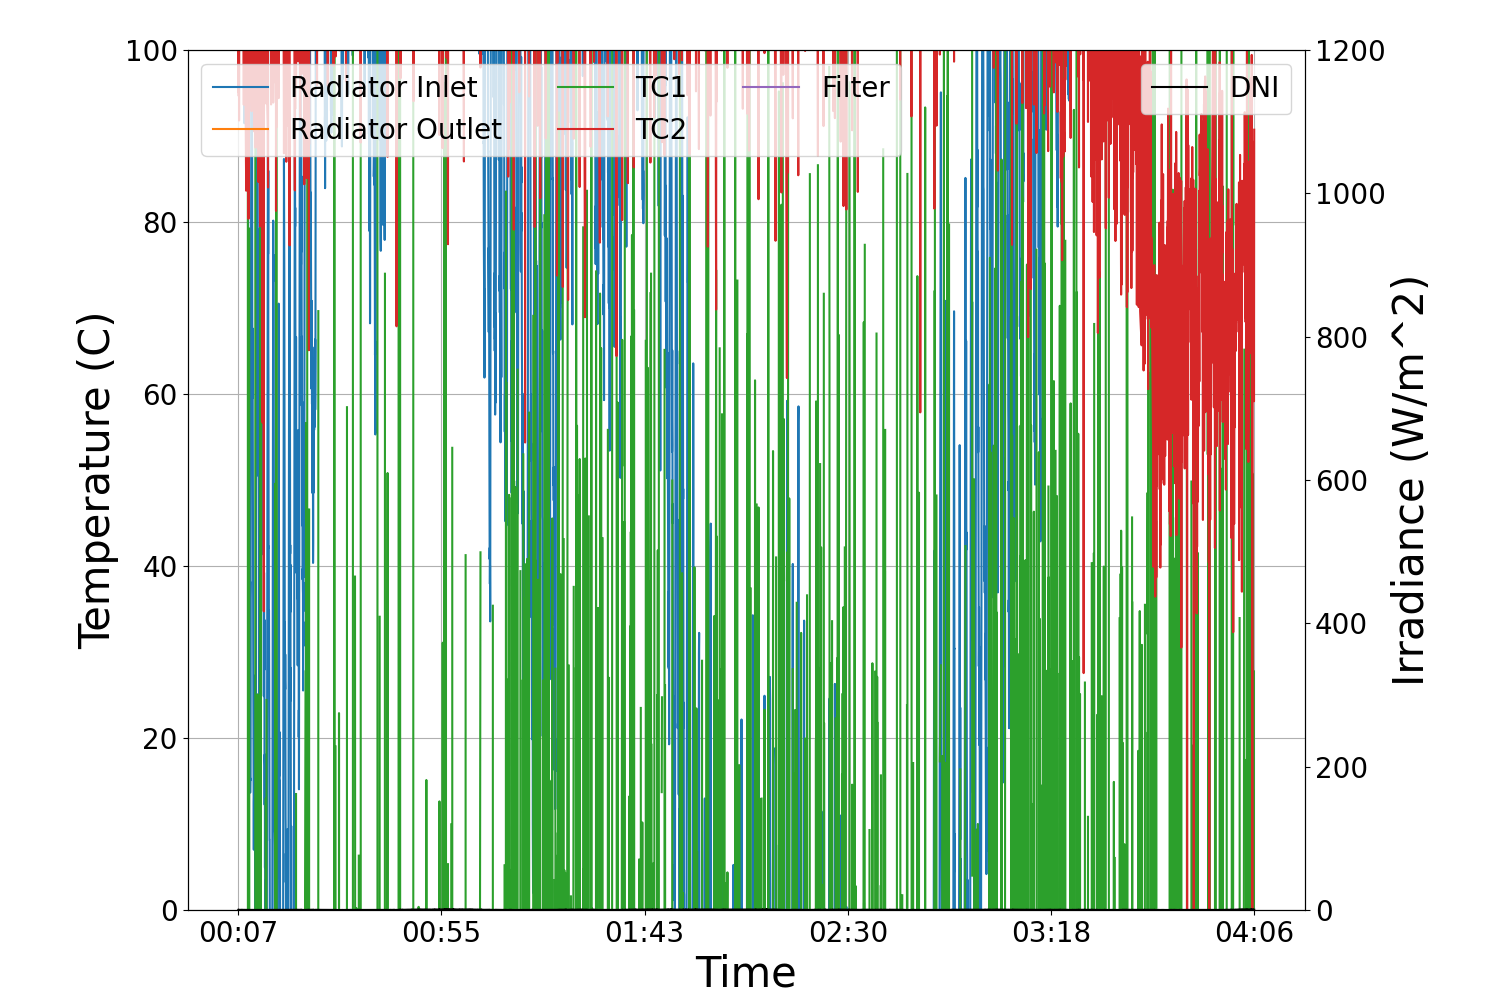 100
80
60
40
20
0
Temperature (C)
Radiator Inlet
Radiator Outlet
TC1
TC2
Filter
DNI
1200
1000
800
600
400
200
0
Irradiance (W/m^2)
00:07 00:55 01:43 02:30 03:18 04:06
Time